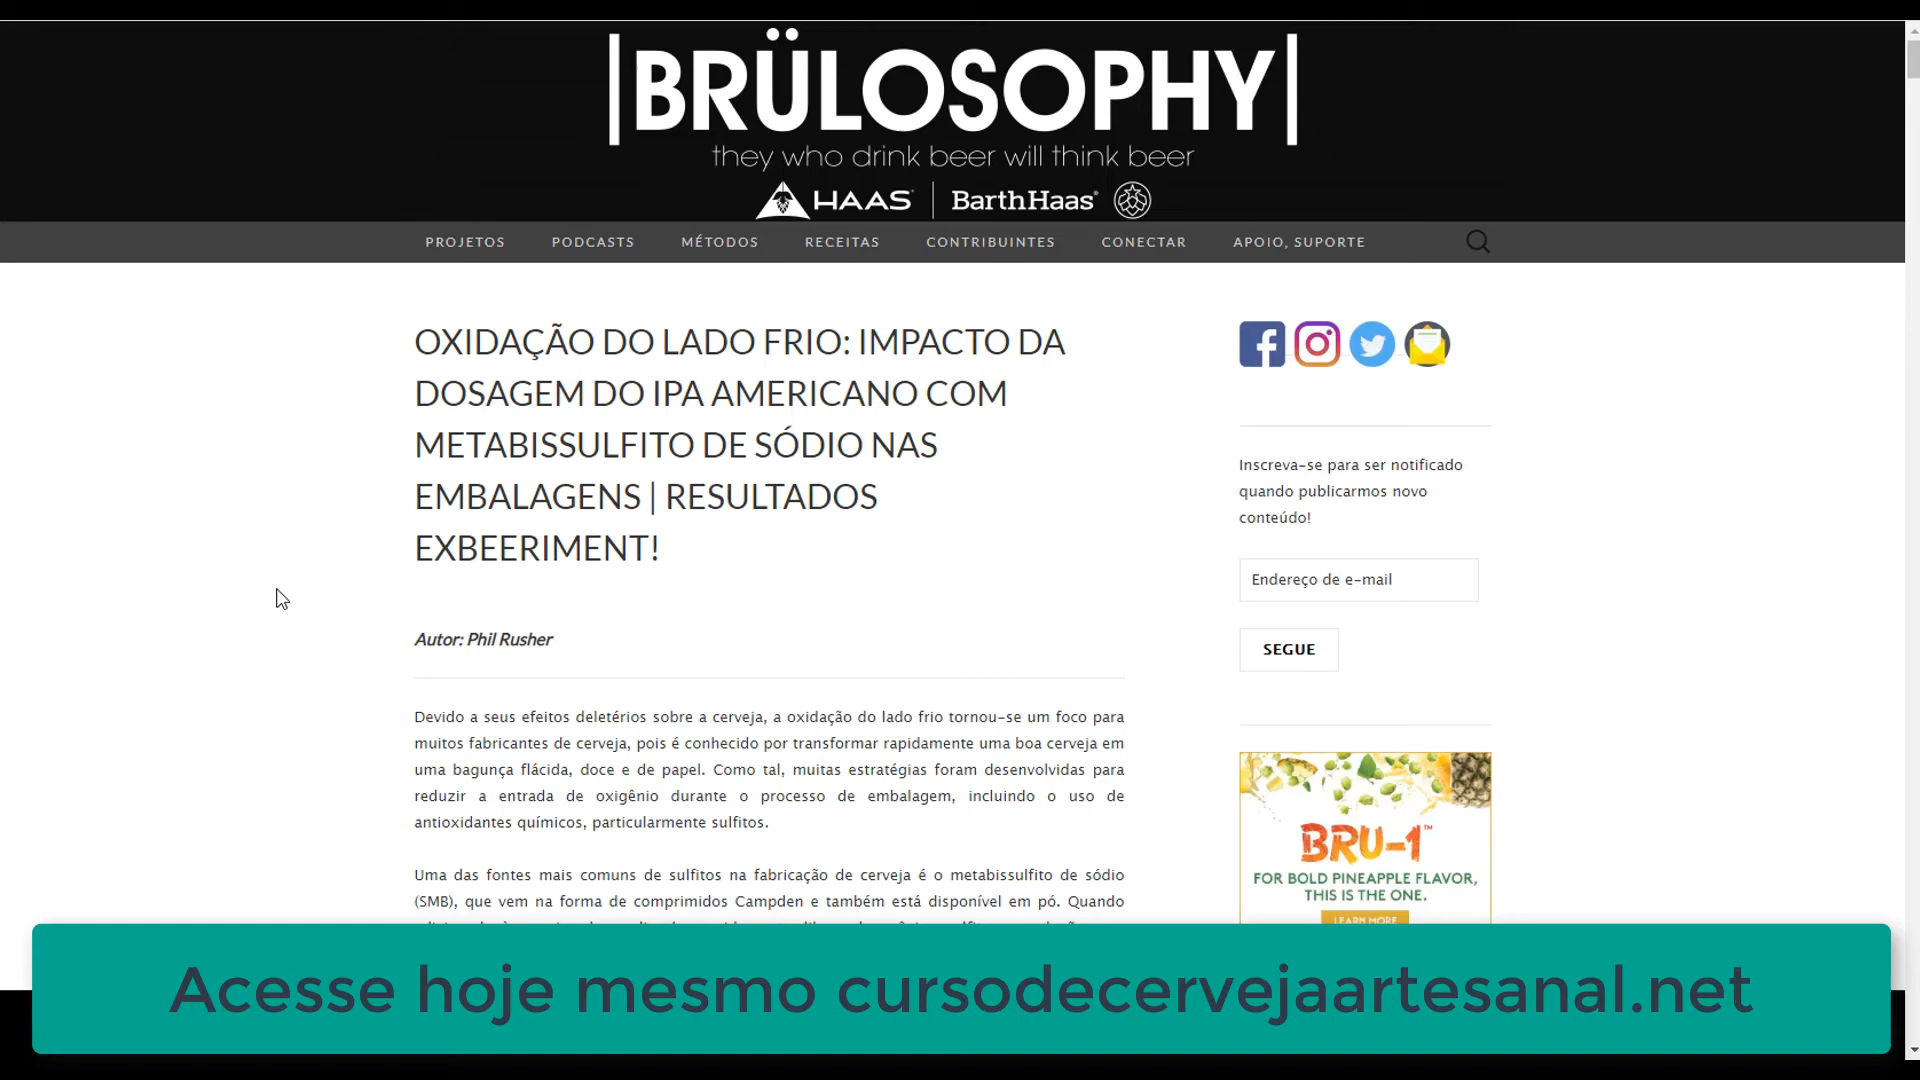 |BRÜLOSOPHY|
they who drink beer will think beer
HAAS® | BarthHaas®
PROJETOS PODCASTS MÉTODOS RECEITAS CONTRIBUINTES CONECTAR APOIO, SUPORTE
OXIDAÇÃO DO LADO FRIO: IMPACTO DA
DOSAGEM DO IPA AMERICANO COM
METABISSULFITO DE SÓDIO NAS
EMBALAGENS | RESULTADOS
EXBEERIMENT!
Autor: Phil Rusher
Devido a seus efeitos deletérios sobre a cerveja, a oxidação do lado frio tornou-se um foco para
muitos fabricantes de cerveja, pois é conhecido por transformar rapidamente uma boa cerveja em
uma bagunça flácida, doce e de papel. Como tal, muitas estratégias foram desenvolvidas para
reduzir a entrada de oxigênio durante o processo de embalagem, incluindo o uso de
antioxidantes químicos, particularmente sulfitos.
Uma das fontes mais comuns de sulfitos na fabricação de cerveja é o metabissulfito de sódio
(SMB), que vem na forma de comprimidos Campden e também está disponível em pó. Quando
Inscreva-se para ser notificado
quando publicarmos novo
conteúdo!
Endereço de e-mail
SEGUE
BRU-1™
FOR BOLD PINEAPPLE FLAVOR,
THIS IS THE ONE.
LEARN MORE
Acesse hoje mesmo cursodecervejaartesanal.net